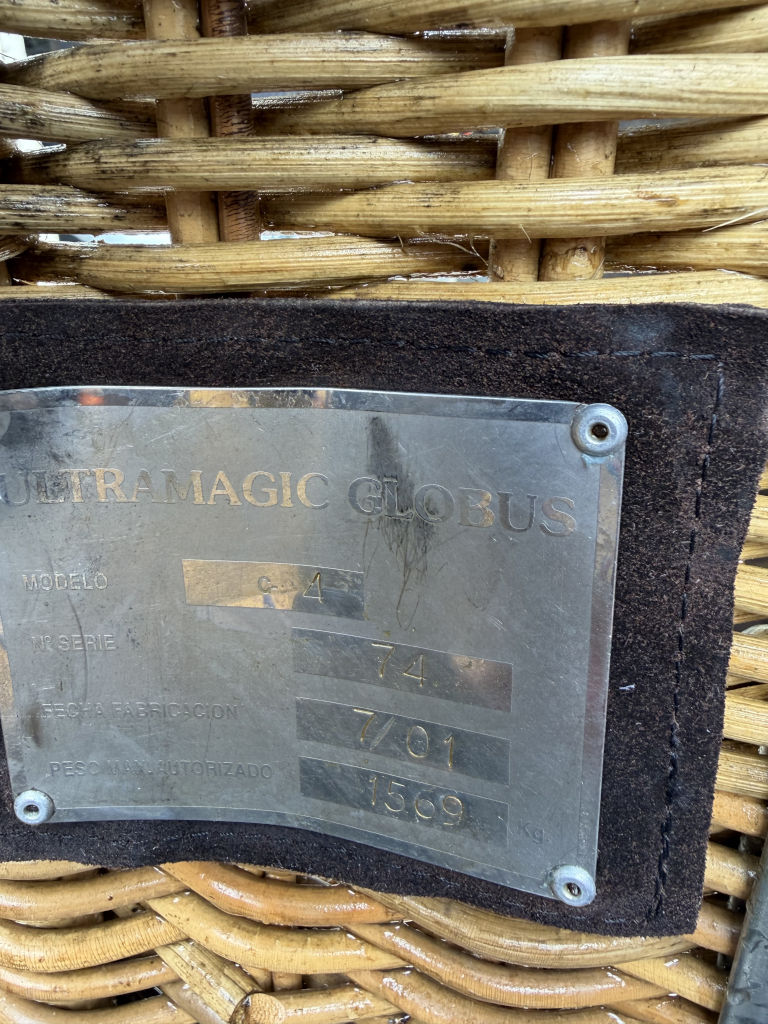 ULTRAMAGIC GLOBUS
MODELO C-4
Nº SERIE 74
FECHA FABRICACION 7/01
PESO MAX. AUTORIZADO 1569 Kg.